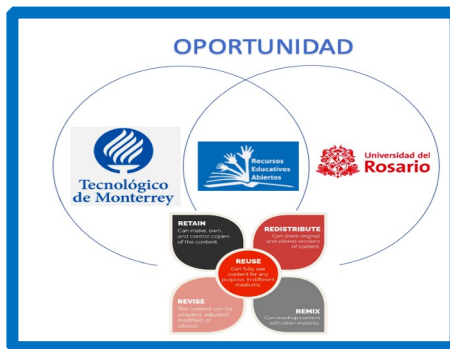 OPORTUNIDAD
Tecnológico
de Monterrey
Recursos
Educativos
Abiertos
Universidad del
Rosario
RETAIN
Can make, own,
and control copies
of the content.
REDISTRIBUTE
Can share original
and altered versions
of content.
REUSE
Can fully use
content for any
purpose, in different
mediums.
REVISE
The content can be
adapted, adjusted,
modified, or
altered.
REMIX
Can mashup content
with other material.